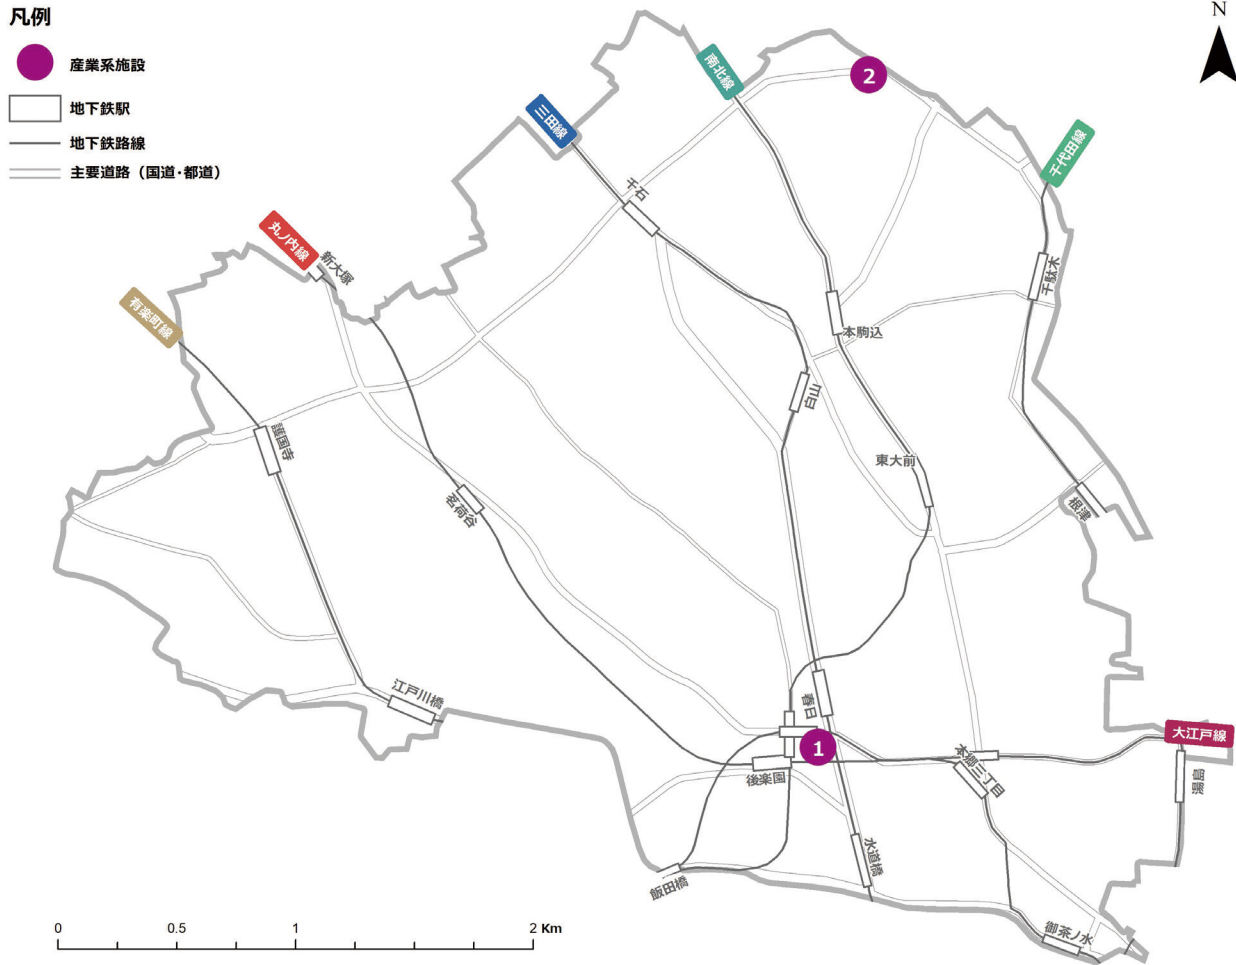 凡例
産業系施設
地下鉄駅
地下鉄路線
主要道路（国道・都道）
N
南北線
2
三田線
千代田線
千石
丸ノ内線
新大塚
千駄木
有楽町線
本駒込
白山
護国寺
東大前
茗荷谷
根津
江戸川橋
春日
大江戸線
1
本郷三丁目
後楽園
湯島
水道橋
飯田橋
御茶ノ水
0 0.5 1 2 Km